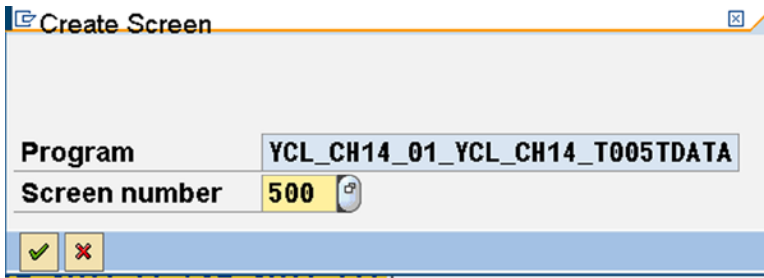 Create Screen
Program YCL_CH14_01_YCL_CH14_T005TDATA
Screen number 500